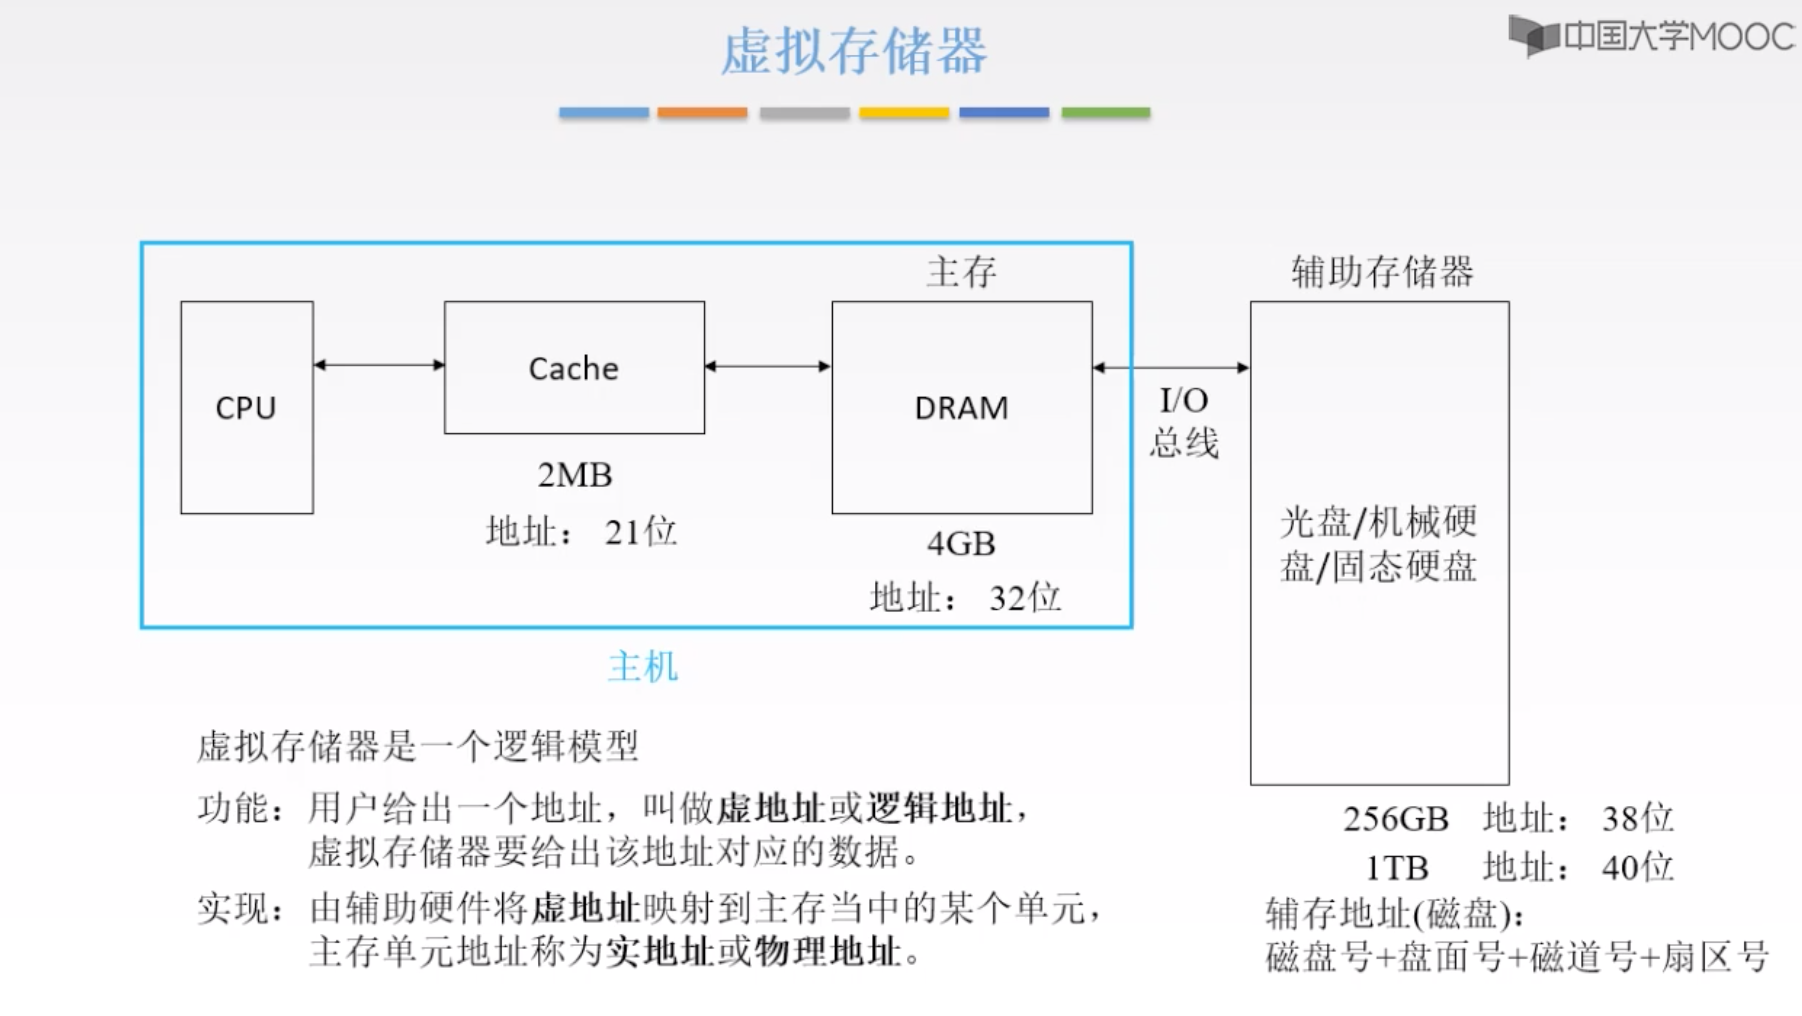 虚拟存储器
中国大学MOOC
主存
辅助存储器
CPU
Cache
DRAM
I/O
总线
2MB
地址： 21位
4GB
地址： 32位
光盘/机械硬
盘/固态硬盘
主机
虚拟存储器是一个逻辑模型
功能：用户给出一个地址，叫做虚地址或逻辑地址，
虚拟存储器要给出该地址对应的数据。
实现：由辅助硬件将虚地址映射到主存当中的某个单元，
主存单元地址称为实地址或物理地址。
256GB 地址： 38位
1TB 地址： 40位
辅存地址(磁盘)：
磁盘号+盘面号+磁道号+扇区号